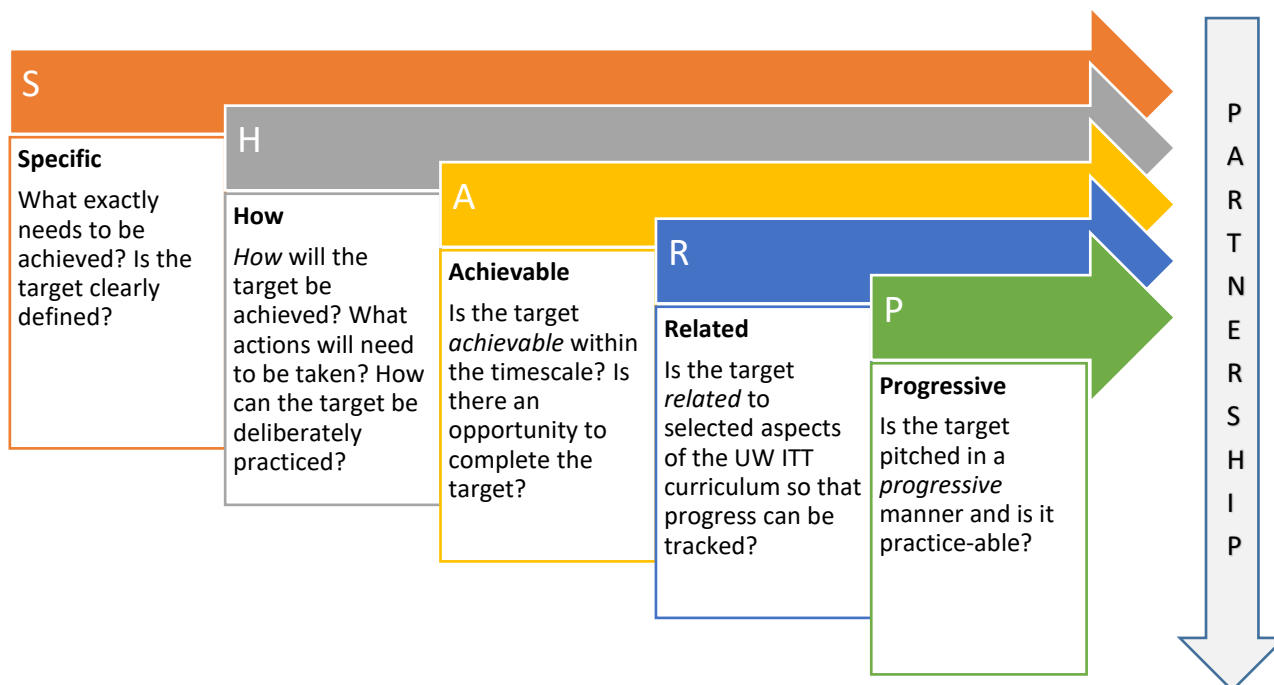 S
Specific
What exactly
needs to be
achieved? Is the
target clearly
defined?
H
How
How will the
target be
achieved? What
actions will need
to be taken? How
can the target be
deliberately
practiced?
A
Achievable
Is the target
achievable within
the timescale? Is
there an
opportunity to
complete the
target?
R
Related
Is the target
related to
selected aspects
of the UW ITT
curriculum so that
progress can be
tracked?
P
Progressive
Is the target
pitched in a
progressive
manner and is it
practice-able?
P
A
R
T
N
E
R
S
H
I
P